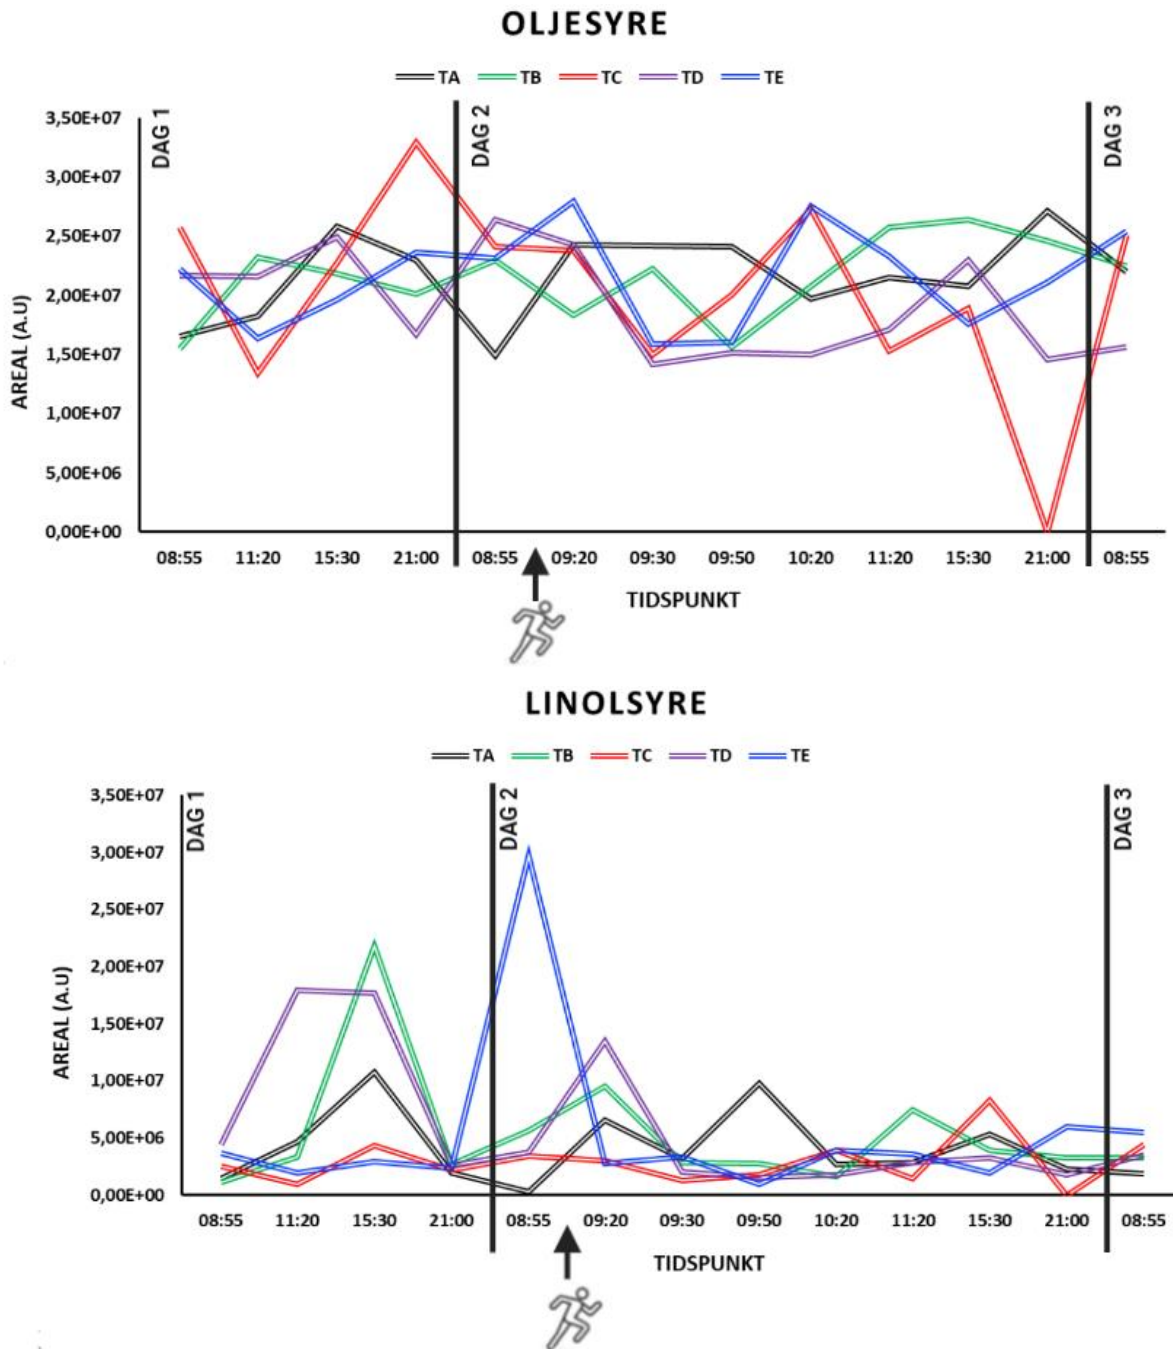 OLJESYRE
TA TB TC TD TE
3,50E+07
3,00E+07
2,50E+07
2,00E+07
1,50E+07
1,00E+07
5,00E+06
0,00E+00
AREAL (A.U)
DAG 1
DAG 2
DAG 3
08:55 11:20 15:30 21:00 08:55 09:20 09:30 09:50 10:20 11:20 15:30 21:00 08:55
TIDSPUNKT
LINOLSYRE
TA TB TC TD TE
3,50E+07
3,00E+07
2,50E+07
2,00E+07
1,50E+07
1,00E+07
5,00E+06
0,00E+00
AREAL (A.U)
DAG 1
DAG 2
DAG 3
08:55 11:20 15:30 21:00 08:55 09:20 09:30 09:50 10:20 11:20 15:30 21:00 08:55
TIDSPUNKT